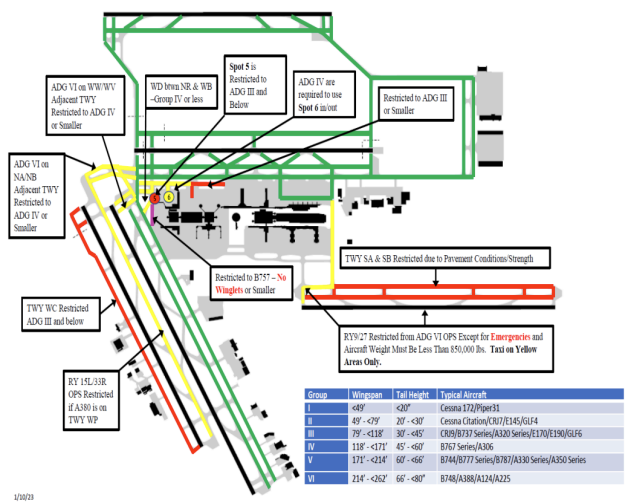 ADG VI on
WW/WV
Adjacent TWY
Restricted to ADG IV
or Smaller
WD btwn NR & WB
–Group IV or less
Spot 5 is
Restricted to
ADG III and
Below
ADG IV are
required to use
Spot 6 in/out
Restricted to ADG III
or Smaller
ADG VI on
NA/NB
Adjacent TWY
Restricted to
ADG IV or
Smaller
5
6
Restricted to B757 – No
Winglets or Smaller
TWY SA & SB Restricted due to Pavement Conditions/Strength
TWY WC Restricted
ADG III and below
RY9/27 Restricted from ADG VI OPS Except for Emergencies and
Aircraft Weight Must Be Less Than 850,000 lbs. Taxi on Yellow
Areas Only.
RY 15L/33R
OPS Restricted
if A380 is on
TWY WP
Group Wingspan Tail Height Typical Aircraft
I <49' <20" Cessna 172/Piper31
II 49' - <79' 20' - <30' Cessna Citation/CRJ7/E145/GLF4
III 79' - <118' 30' - <45' CRJ9/B737 Series/A320 Series/E170/E190/GLF6
IV 118' - <171' 45' - <60' B767 Series/A306
V 171' - <214' 60' - <66' B744/B777 Series/B787/A330 Series/A350 Series
VI 214' - <262' 66' - <80" B748/A388/A124/A225
1/10/23